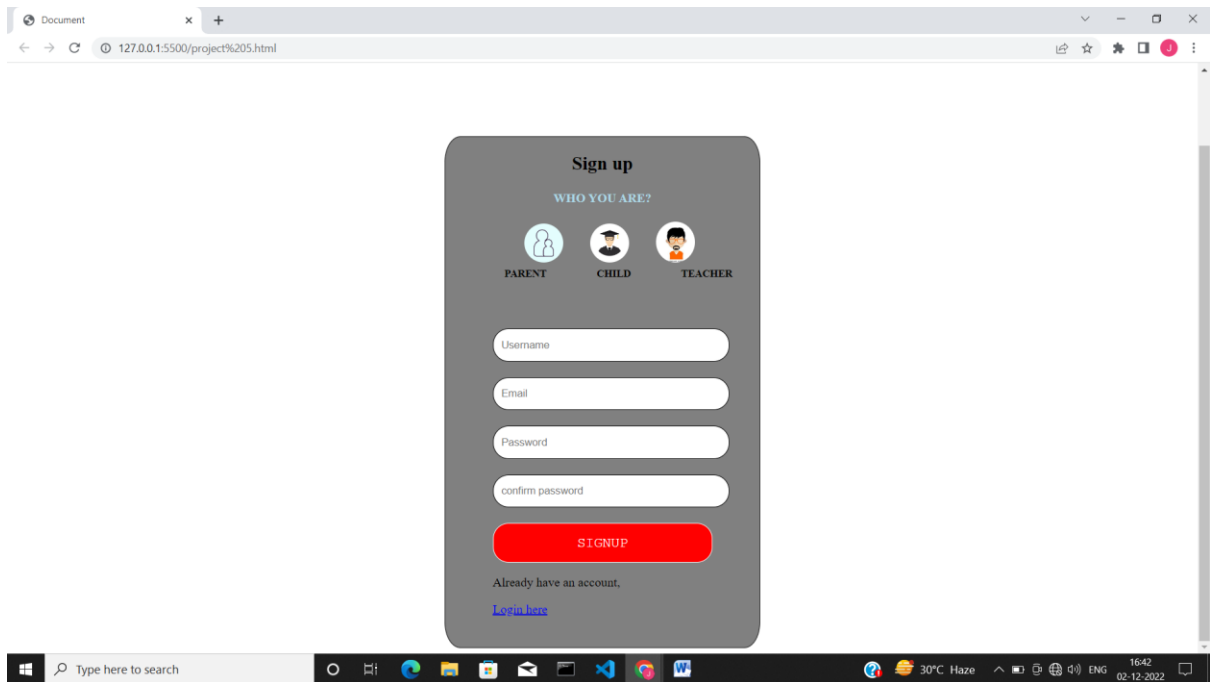 Document
127.0.0.1:5500/project%205.html
J
Sign up
WHO YOU ARE?
PARENT CHILD TEACHER
Username
Email
Password
confirm password
SIGNUP
Already have an account,
Login here
Type here to search
30°C Haze
ENG
16:42
02-12-2022